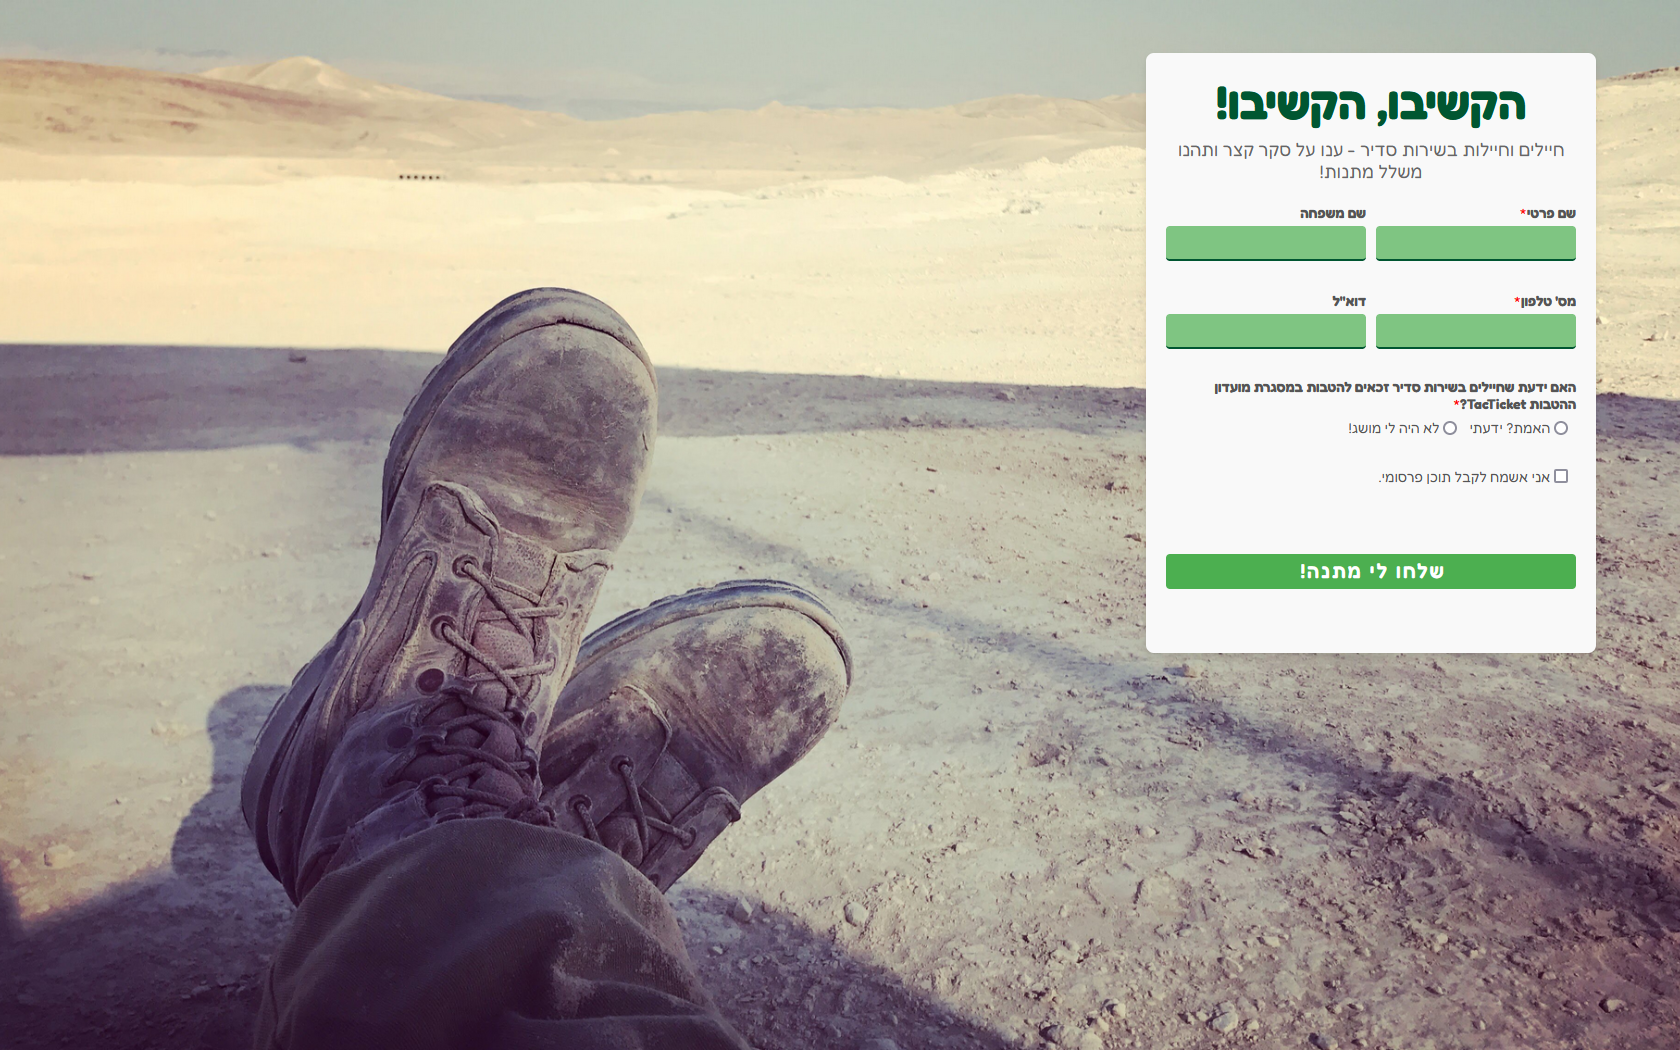 הקשיבו, הקשיבו!
חיילים וחיילות בשירות סדיר - ענו על סקר קצר ותהנו
משלל מתנות!
שם פרטי*
שם משפחה
מס' טלפון*
דוא"ל
האם ידעת שחיילים בשירות סדיר זכאים להטבות במסגרת מועדון
ההטבות TacTicket?*
האמת? ידעתי
לא היה לי מושג!
אני אשמח לקבל תוכן פרסומי.
שלחו לי מתנה!